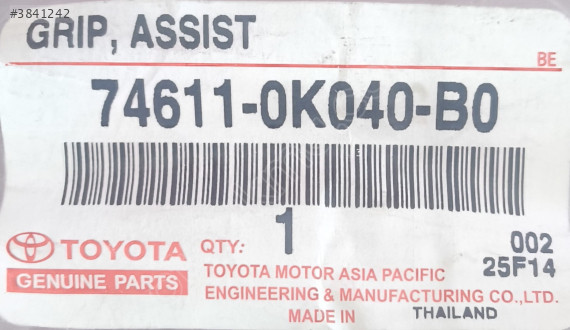 #3841242
GRIP, ASSIST
BE
74611-0K040-B0
TOYOTA
GENUINE PARTS
QTY: 1
002
25F14
TOYOTA MOTOR ASIA PACIFIC
ENGINEERING & MANUFACTURING CO.,LTD.
MADE IN THAILAND